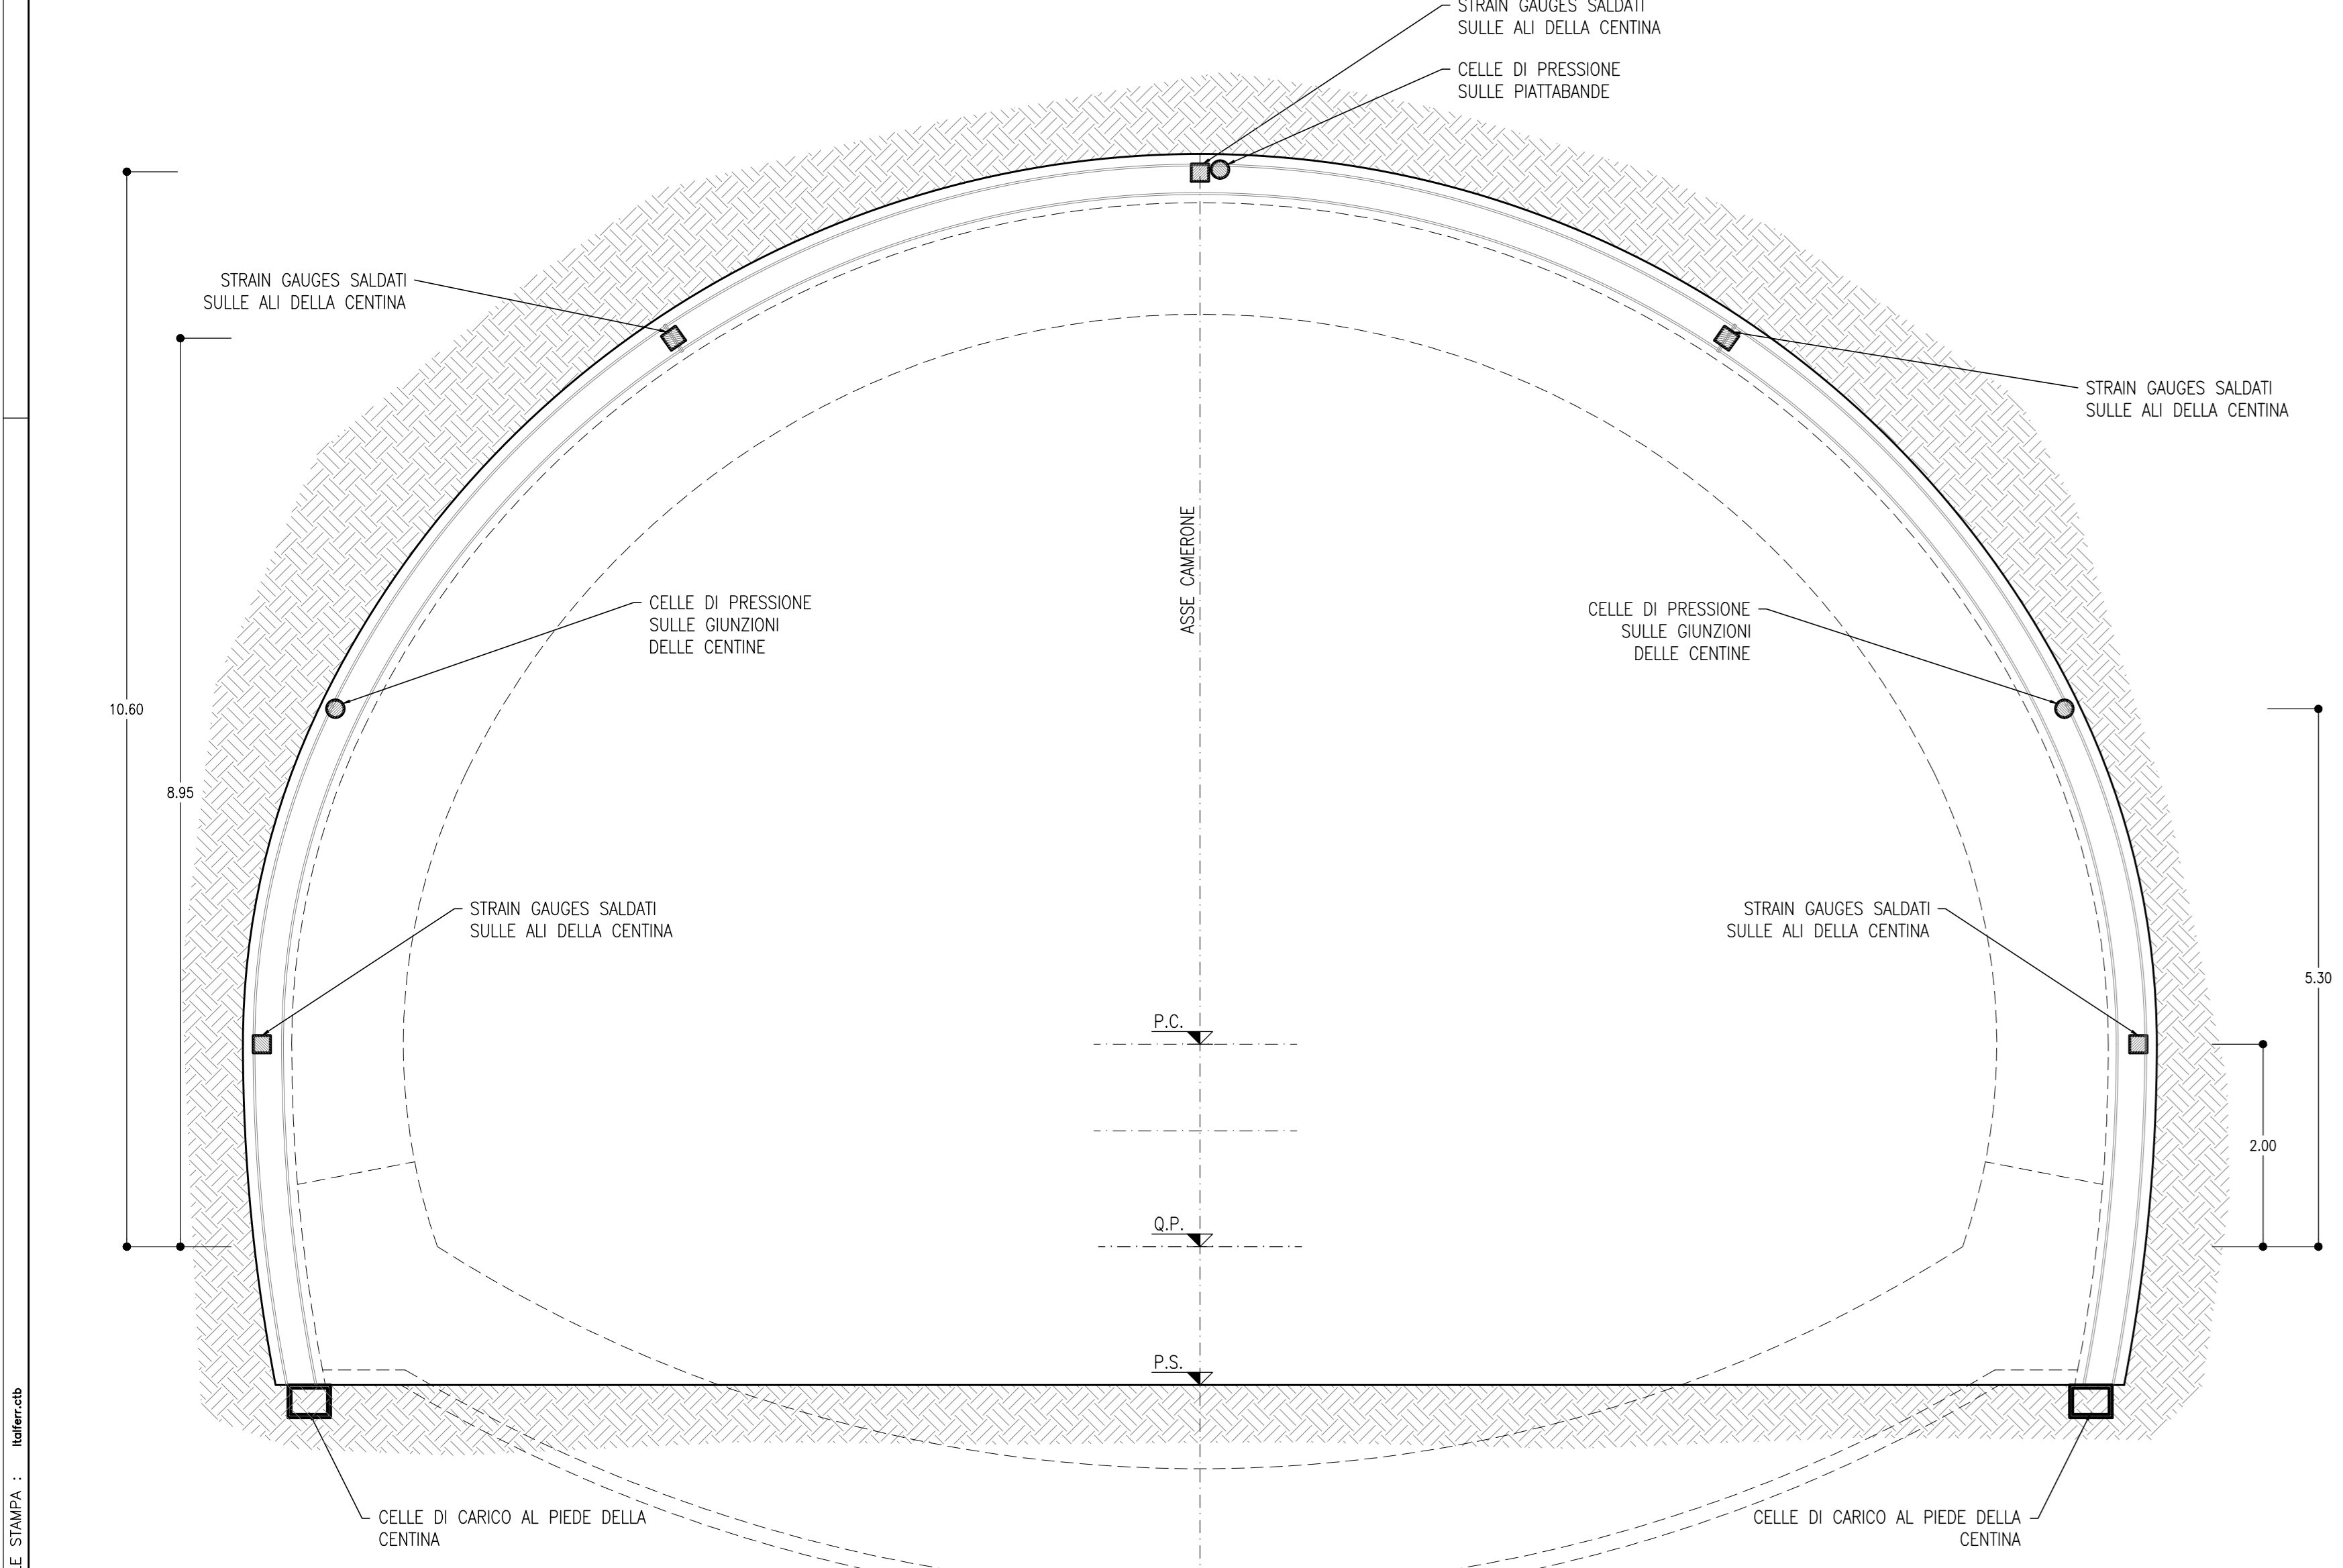 STRAIN GAUGES SALDATI
SULLE ALI DELLA CENTINA
CELLE DI PRESSIONE
SULLE PIATTABANDE
STRAIN GAUGES SALDATI
SULLE ALI DELLA CENTINA
STRAIN GAUGES SALDATI
SULLE ALI DELLA CENTINA
ASSE CAMERONE
CELLE DI PRESSIONE
SULLE GIUNZIONI
DELLE CENTINE
CELLE DI PRESSIONE
SULLE GIUNZIONI
DELLE CENTINE
10.60
8.95
STRAIN GAUGES SALDATI
SULLE ALI DELLA CENTINA
STRAIN GAUGES SALDATI
SULLE ALI DELLA CENTINA
5.30
P.C.
2.00
Q.P.
P.S.
CELLE DI CARICO AL PIEDE DELLA
CENTINA
CELLE DI CARICO AL PIEDE DELLA
CENTINA
STAMPA : Italferr.ctb